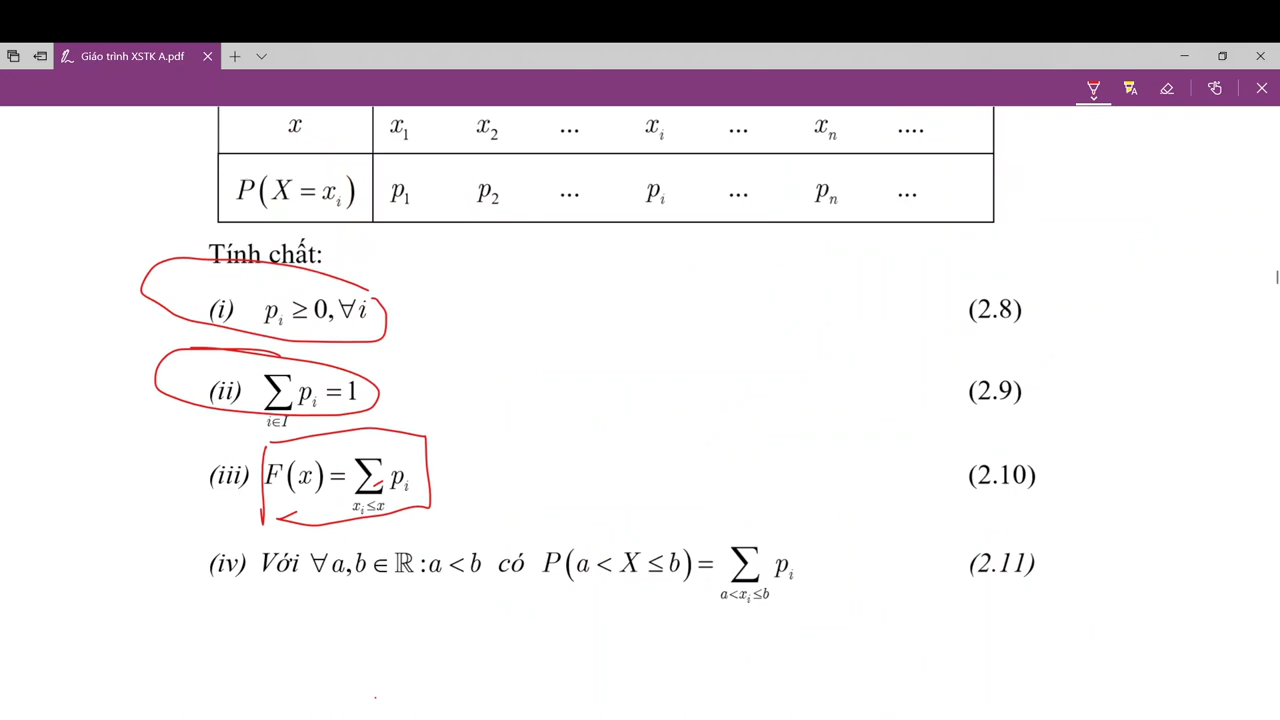 Giáo trình XSTK A.pdf
x x₁ x₂ ... xᵢ ... xₙ ....
P(X = xᵢ) p₁ p₂ ... pᵢ ... pₙ ...
Tính chất:
(i) pᵢ ≥ 0, ∀i (2.8)
(ii) ∑_{i∈I} pᵢ = 1 (2.9)
(iii) F(x) = ∑_{xᵢ≤x} pᵢ (2.10)
(iv) Với ∀a,b ∈ ℝ : a < b có P(a < X ≤ b) = ∑_{a<xᵢ≤b} pᵢ (2.11)